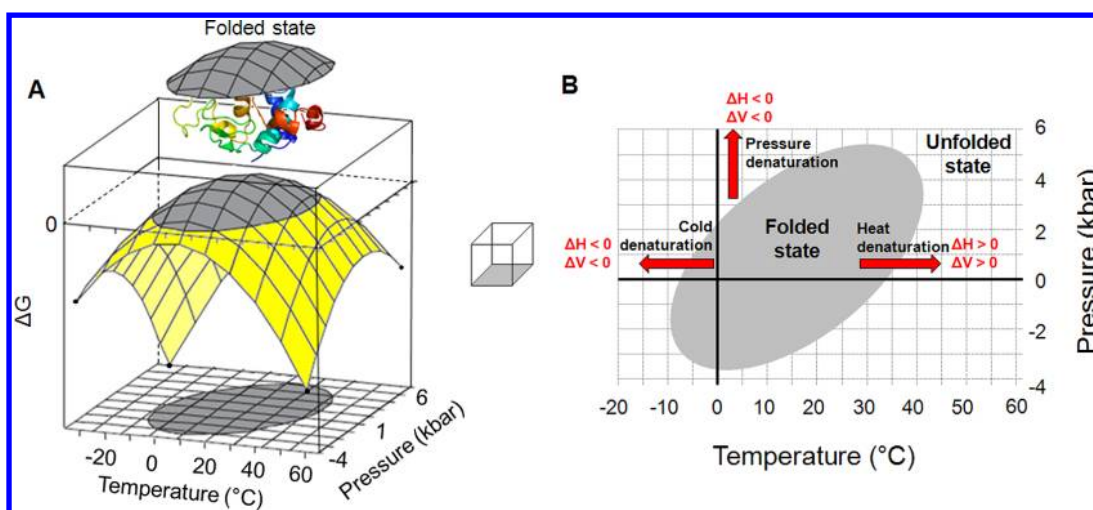 Folded state
A
0
ΔG
-20 0 20 40 60
Temperature (°C)
-4 1 6
Pressure (kbar)
B
ΔH < 0
ΔV < 0
Pressure
denaturation
Unfolded
state
Cold
denaturation
ΔH < 0
ΔV < 0
Folded
state
Heat
denaturation
ΔH > 0
ΔV > 0
6
4
2
0
-2
-4
Pressure (kbar)
-20 -10 0 10 20 30 40 50 60
Temperature (°C)